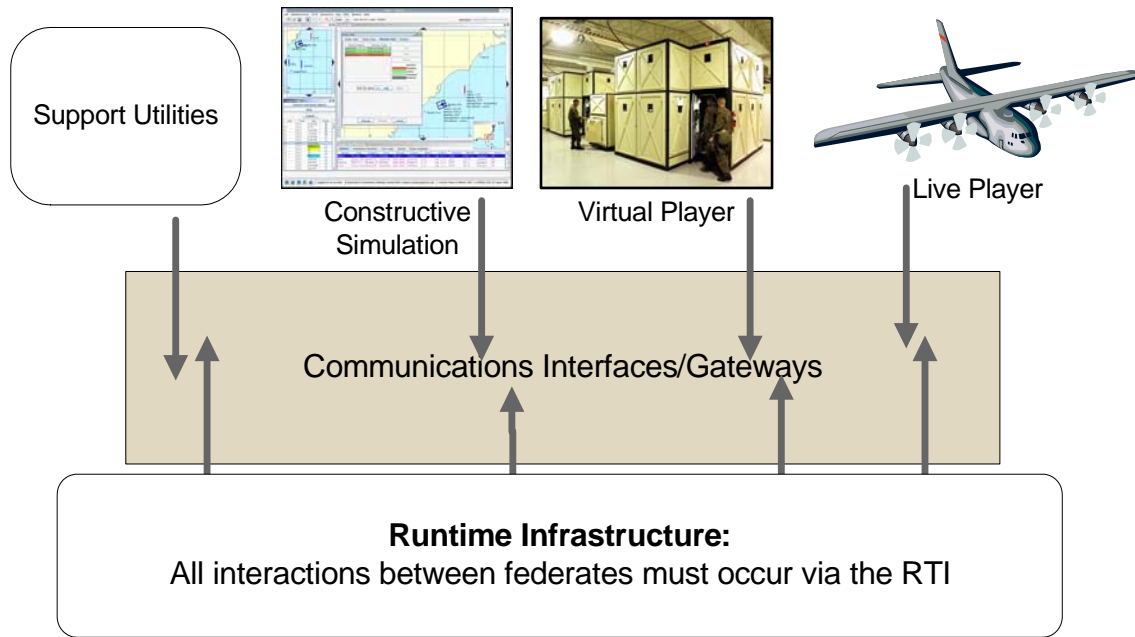 Support Utilities
Constructive
Simulation
Virtual Player
Live Player
Communications Interfaces/Gateways
Runtime Infrastructure:
All interactions between federates must occur via the RTI